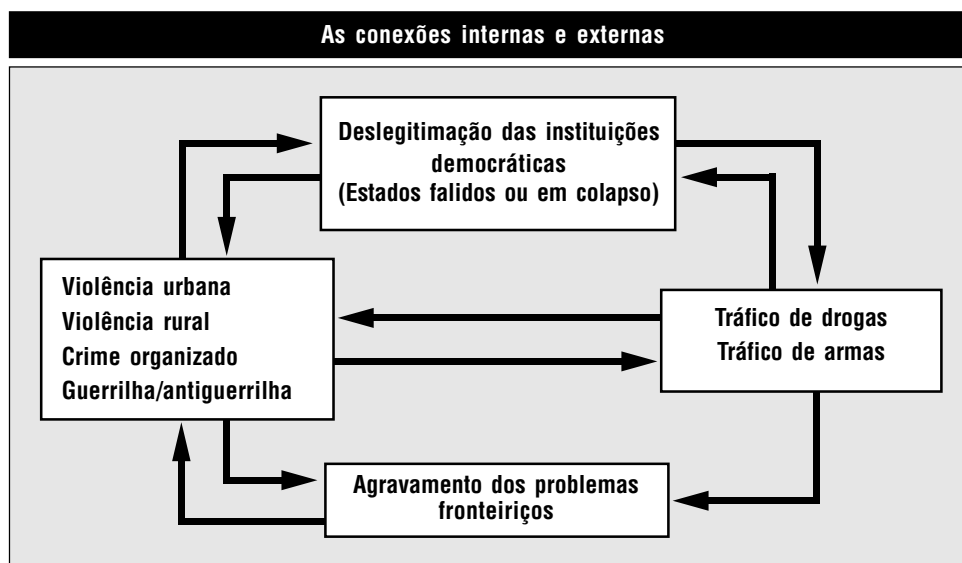 As conexões internas e externas
Deslegitimação das instituições
democráticas
(Estados falidos ou em colapso)
Violência urbana
Violência rural
Crime organizado
Guerrilha/antiguerrilha
Tráfico de drogas
Tráfico de armas
Agravamento dos problemas
fronteiriços